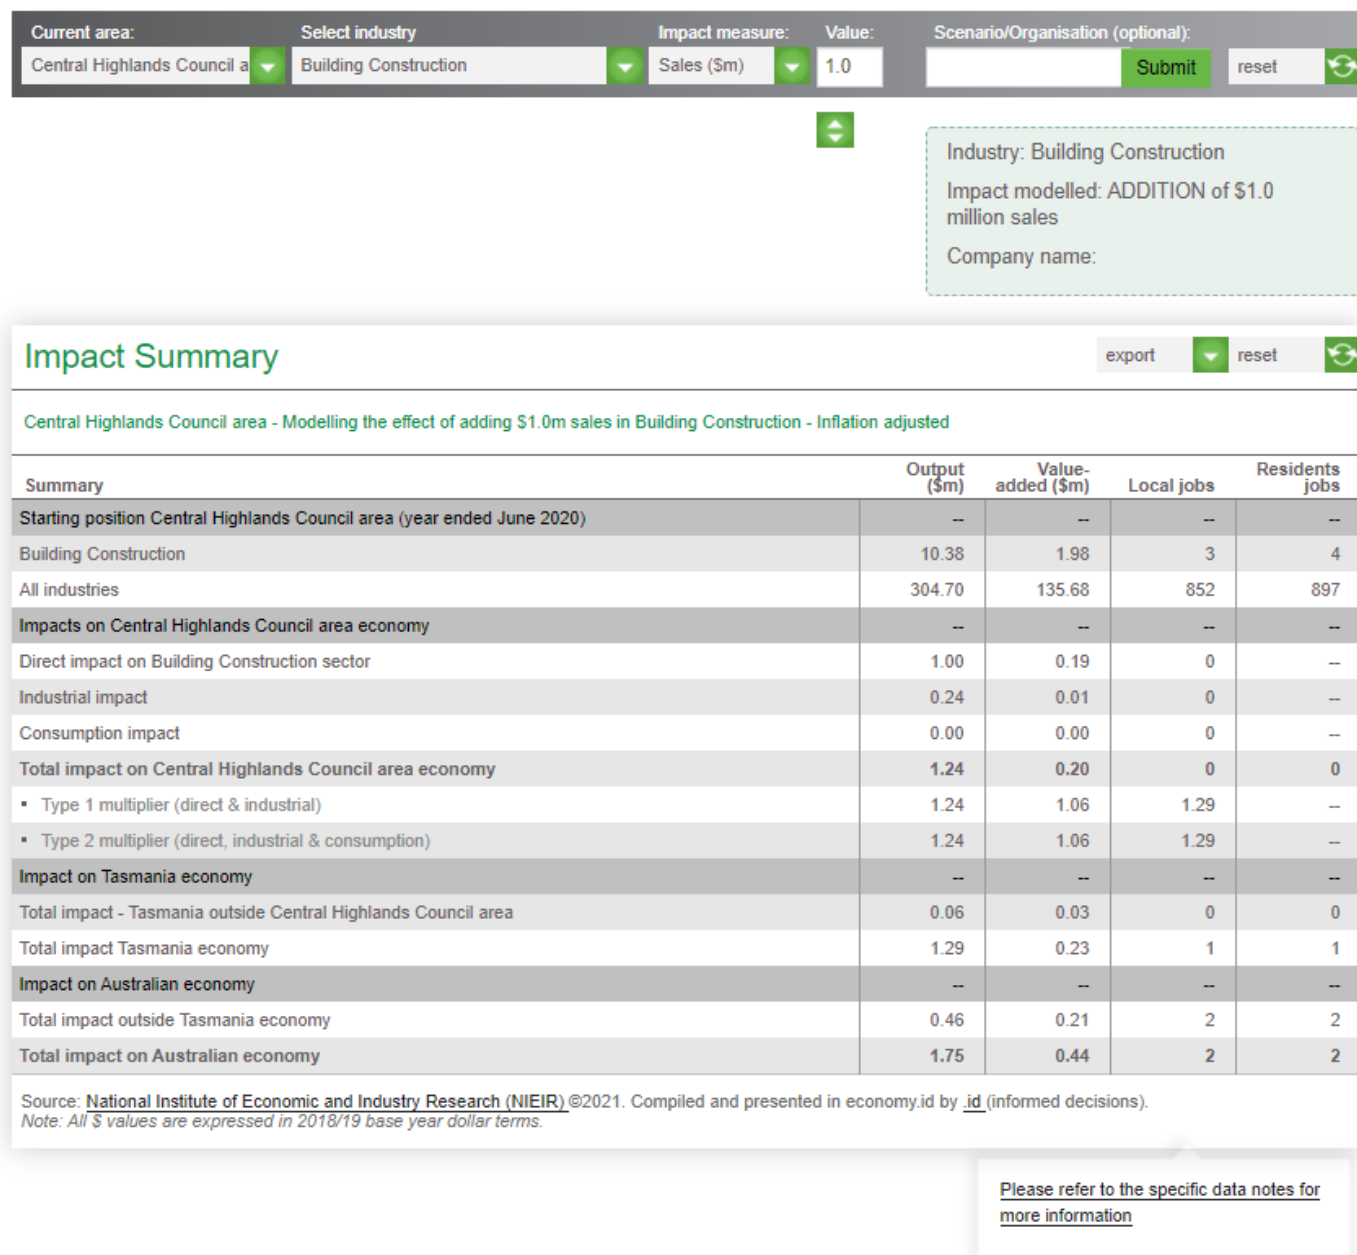 Current area: Select industry Impact measure: Value: Scenario/Organisation (optional):
Central Highlands Council a Building Construction Sales ($m) 1.0 Submit reset
Industry: Building Construction
Impact modelled: ADDITION of $1.0
million sales
Company name:
Impact Summary export reset
Central Highlands Council area - Modelling the effect of adding $1.0m sales in Building Construction - Inflation adjusted
Summary Output ($m) Value-added ($m) Local jobs Residents jobs
Starting position Central Highlands Council area (year ended June 2020) -- -- -- --
Building Construction 10.38 1.98 3 4
All industries 304.70 135.68 852 897
Impacts on Central Highlands Council area economy -- -- -- --
Direct impact on Building Construction sector 1.00 0.19 0 --
Industrial impact 0.24 0.01 0 --
Consumption impact 0.00 0.00 0 --
Total impact on Central Highlands Council area economy 1.24 0.20 0 0
▪ Type 1 multiplier (direct & industrial) 1.24 1.06 1.29 --
▪ Type 2 multiplier (direct, industrial & consumption) 1.24 1.06 1.29 --
Impact on Tasmania economy -- -- -- --
Total impact - Tasmania outside Central Highlands Council area 0.06 0.03 0 0
Total impact Tasmania economy 1.29 0.23 1 1
Impact on Australian economy -- -- -- --
Total impact outside Tasmania economy 0.46 0.21 2 2
Total impact on Australian economy 1.75 0.44 2 2
Source: National Institute of Economic and Industry Research (NIEIR) ©2021. Compiled and presented in economy.id by .id (informed decisions).
Note: All $ values are expressed in 2018/19 base year dollar terms.
Please refer to the specific data notes for
more information